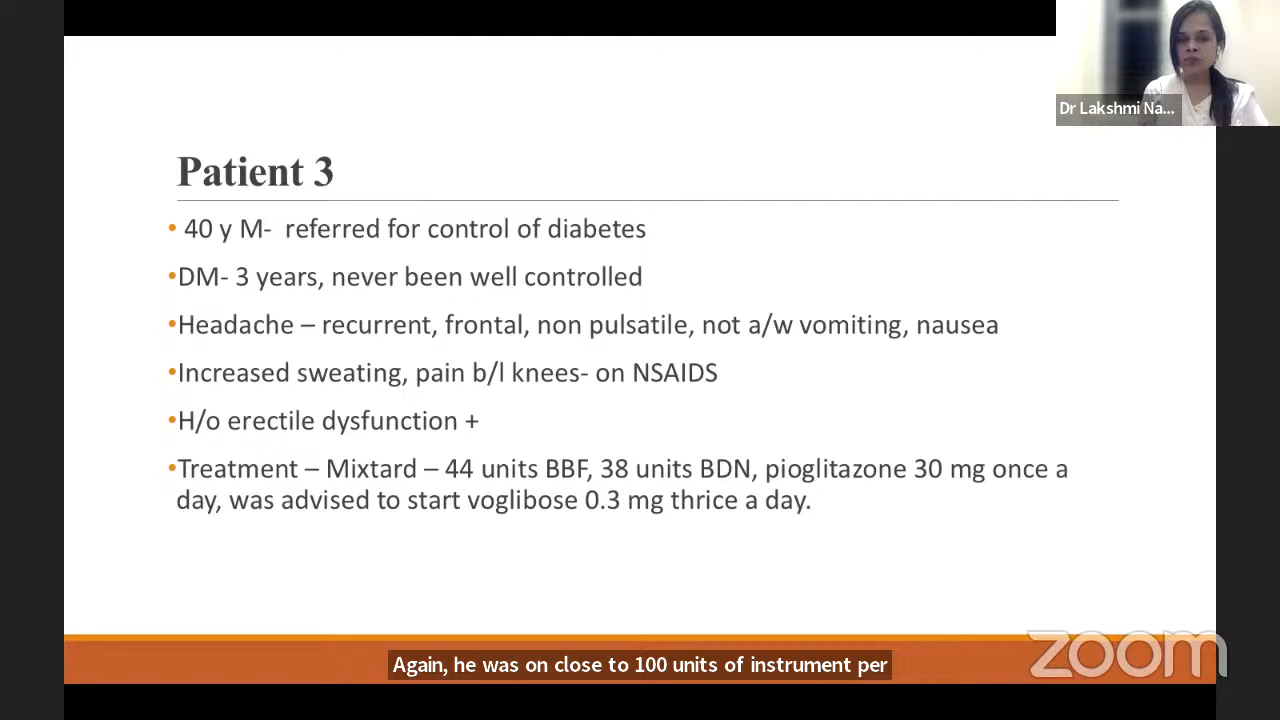 Dr Lakshmi Na...
Patient 3
• 40 y M- referred for control of diabetes
•DM- 3 years, never been well controlled
•Headache – recurrent, frontal, non pulsatile, not a/w vomiting, nausea
•Increased sweating, pain b/l knees- on NSAIDS
•H/o erectile dysfunction +
•Treatment – Mixtard – 44 units BBF, 38 units BDN, pioglitazone 30 mg once a
day, was advised to start voglibose 0.3 mg thrice a day.
Again, he was on close to 100 units of instrument per
zoom